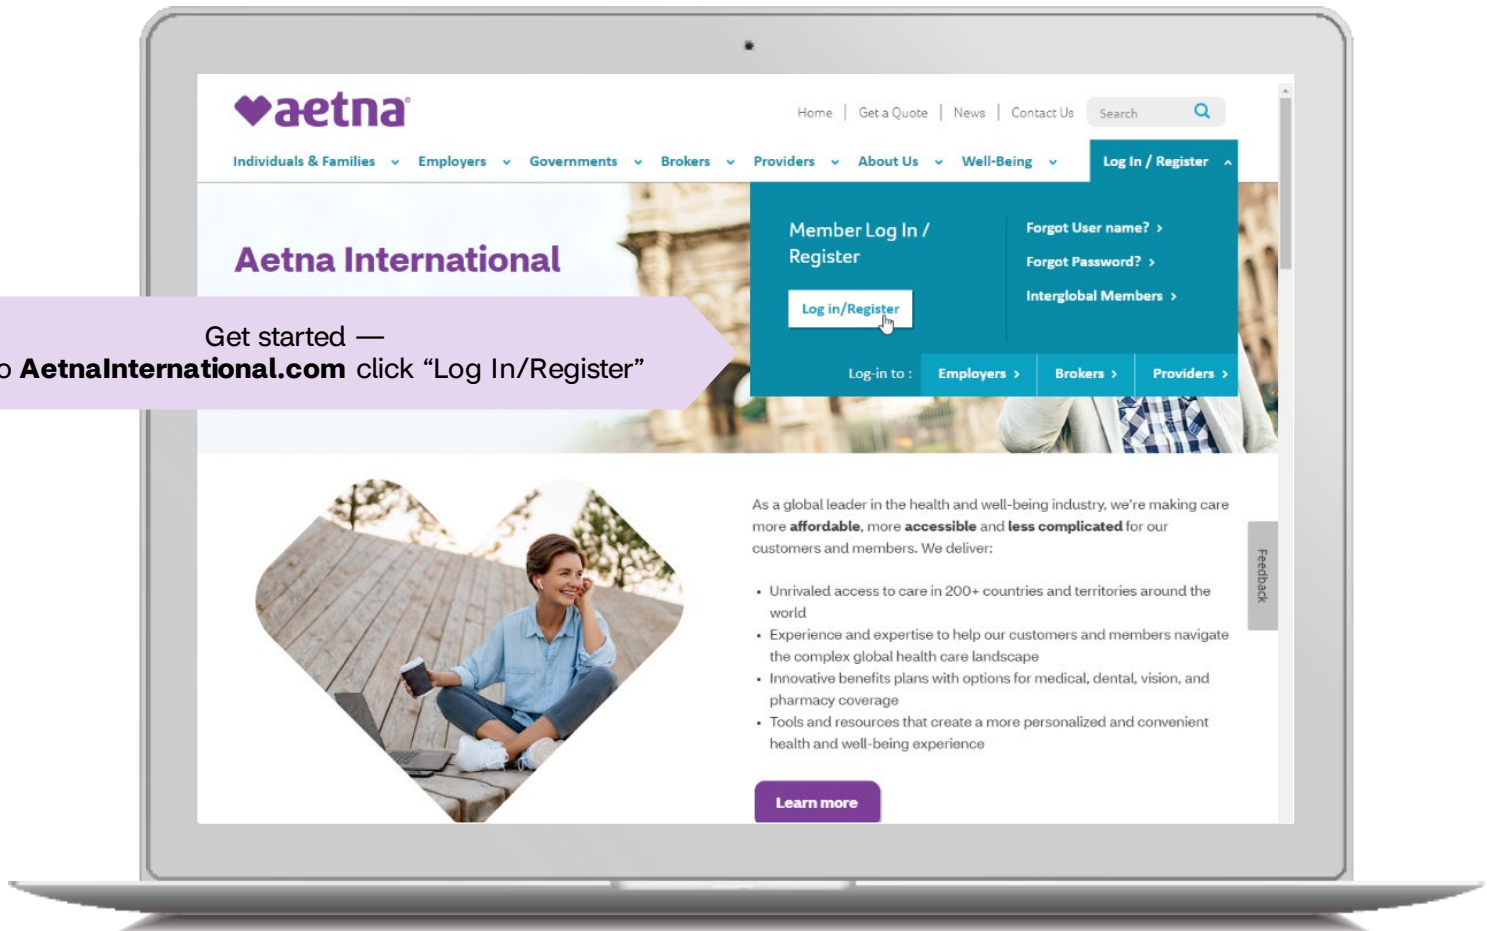 aetna
Home | Get a Quote | News | Contact Us Search
Individuals & Families Employers Governments Brokers Providers About Us Well-Being Log In / Register
Aetna International
Member Log In /
Register
Log in/Register
Forgot User name? >
Forgot Password? >
Interglobal Members >
Log-in to : Employers > Brokers > Providers >
Get started —
o AetnaInternational.com click “Log In/Register”
As a global leader in the health and well-being industry, we're making care
more affordable, more accessible and less complicated for our
customers and members. We deliver:
• Unrivaled access to care in 200+ countries and territories around the
world
• Experience and expertise to help our customers and members navigate
the complex global health care landscape
• Innovative benefits plans with options for medical, dental, vision, and
pharmacy coverage
• Tools and resources that create a more personalized and convenient
health and well-being experience
Learn more
Feedback